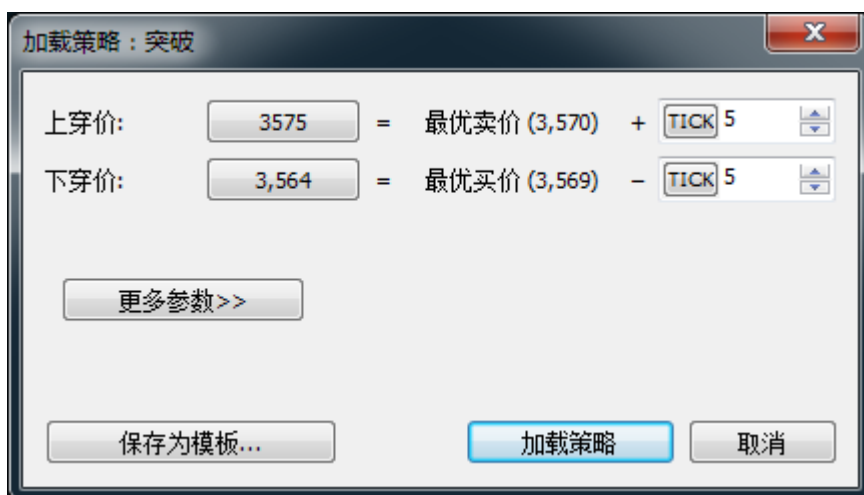 加载策略：突破
上穿价: 3575 = 最优卖价 (3,570) + TICK 5
下穿价: 3,564 = 最优买价 (3,569) − TICK 5
更多参数>>
保存为模板... 加载策略 取消